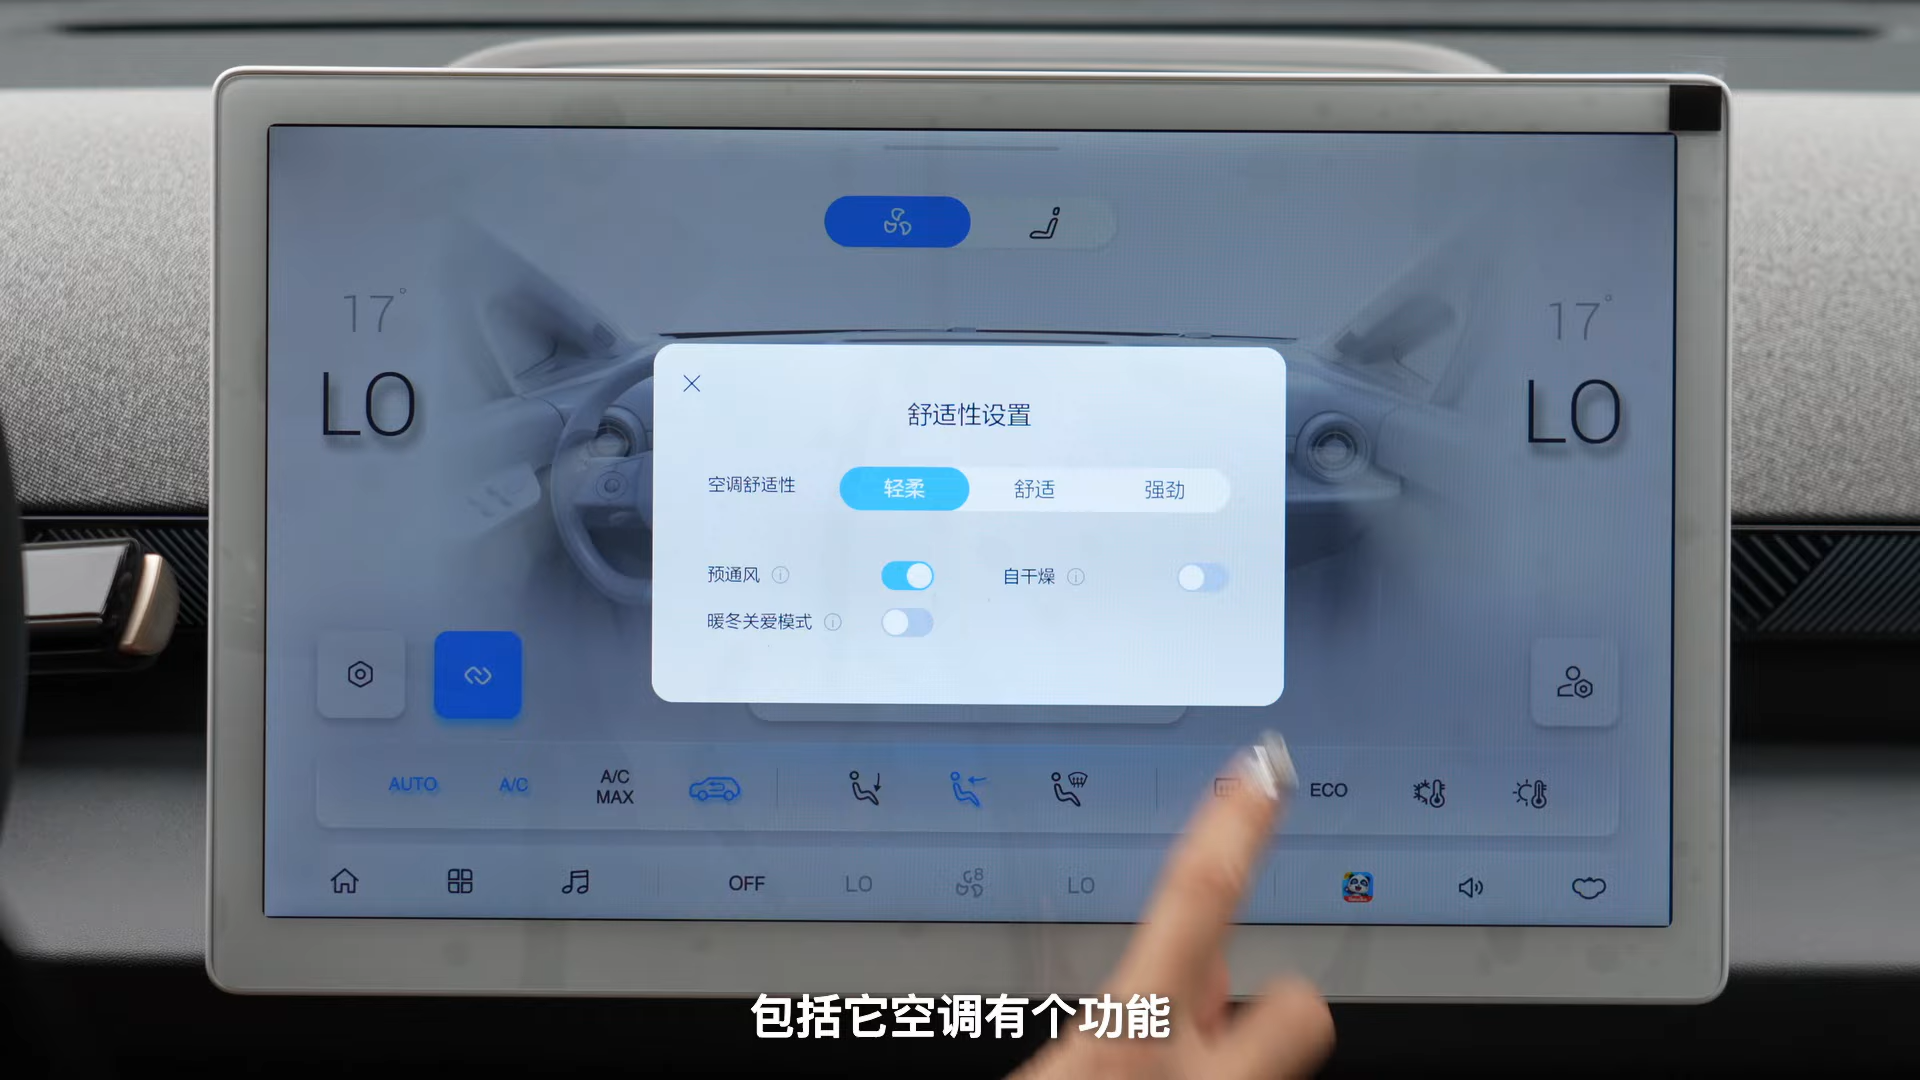 17°
LO
17°
LO
舒适性设置
空调舒适性
轻柔
舒适
强劲
预通风
自干燥
暖冬关爱模式
AUTO
A/C
A/C
MAX
ECO
OFF
LO
8
LO
包括它空调有个功能